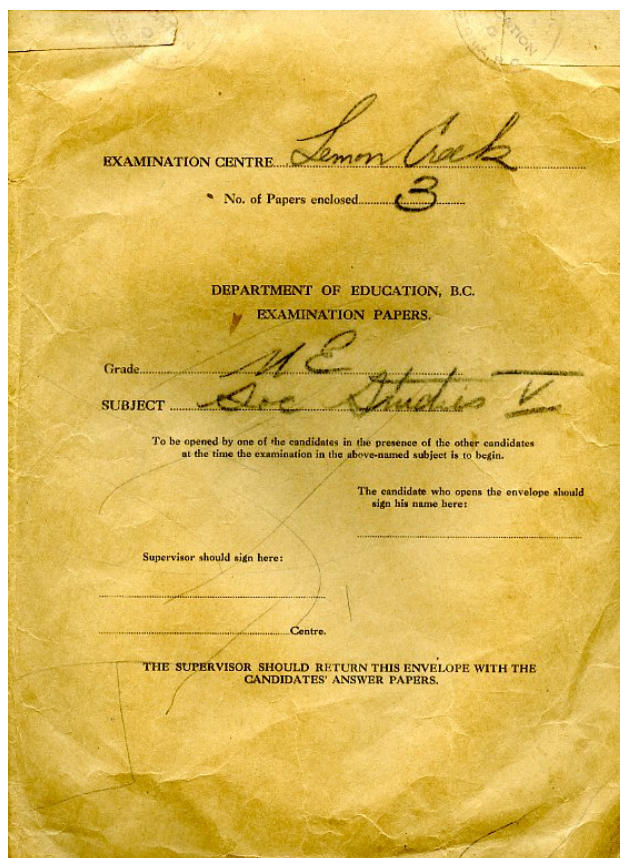 EXAMINATION CENTRE Lemon Creek
No. of Papers enclosed 3
DEPARTMENT OF EDUCATION, B.C.
EXAMINATION PAPERS.
Grade
SUBJECT Soc Studies V
To be opened by one of the candidates in the presence of the other candidates
at the time the examination in the above-named subject is to begin.
The candidate who opens the envelope should
sign his name here:
Supervisor should sign here:
Centre.
THE SUPERVISOR SHOULD RETURN THIS ENVELOPE WITH THE
CANDIDATES' ANSWER PAPERS.